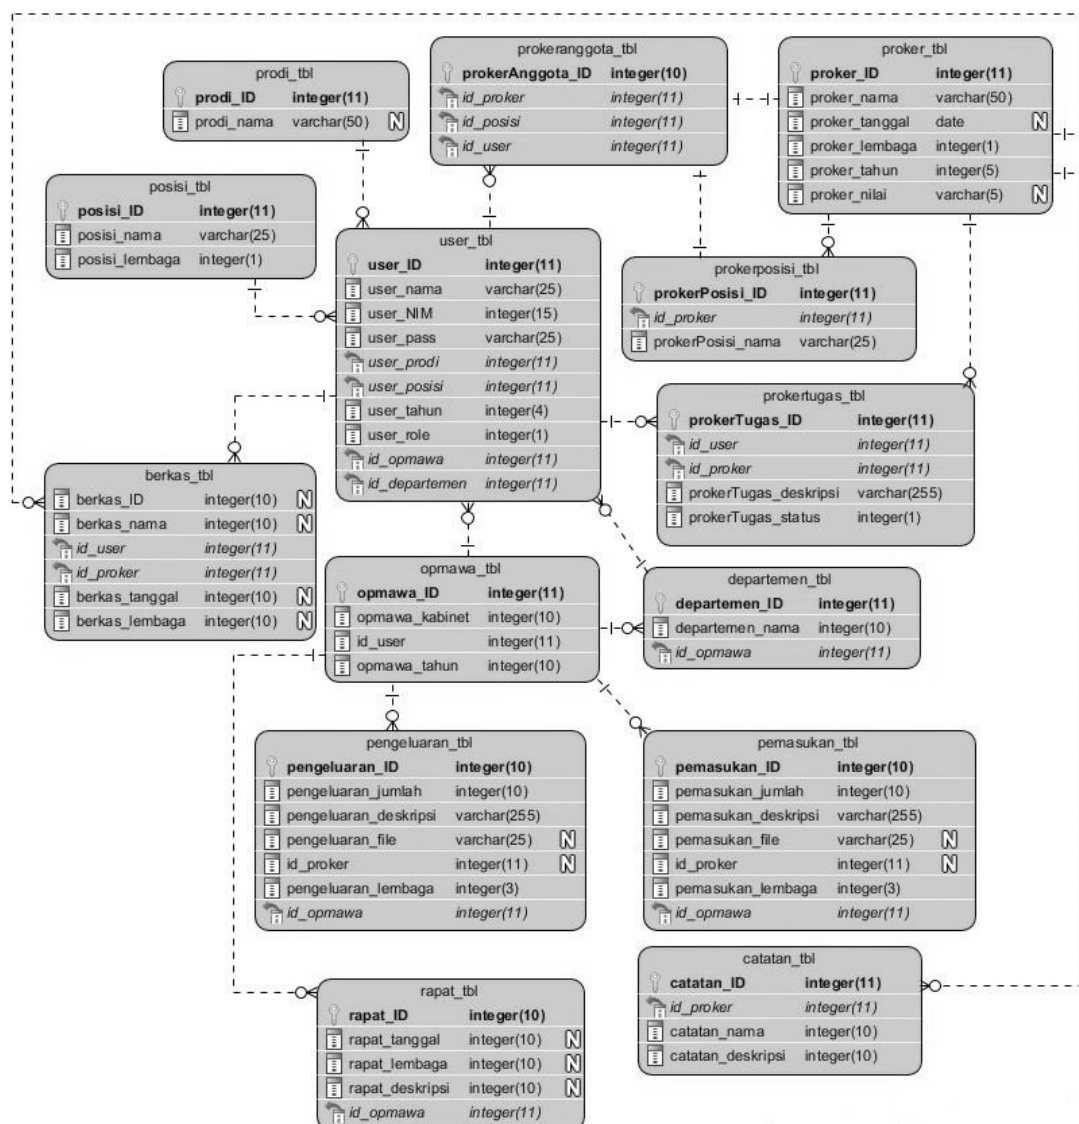 prodi_tbl
prodi_ID integer(11)
prodi_nama varchar(50) N
prokeranggota_tbl
prokerAnggota_ID integer(10)
id_proker integer(11)
id_posisi integer(11)
id_user integer(11)
proker_tbl
proker_ID integer(11)
proker_nama varchar(50)
proker_tanggal date N
proker_lembaga integer(1)
proker_tahun integer(5)
proker_nilai varchar(5) N
posisi_tbl
posisi_ID integer(11)
posisi_nama varchar(25)
posisi_lembaga integer(1)
user_tbl
user_ID integer(11)
user_nama varchar(25)
user_NIM integer(15)
user_pass varchar(25)
user_prodi integer(11)
user_posisi integer(11)
user_tahun integer(4)
user_role integer(1)
id_opmawa integer(11)
id_departemen integer(11)
prokerposisi_tbl
prokerPosisi_ID integer(11)
id_proker integer(11)
prokerPosisi_nama varchar(25)
prokertugas_tbl
prokerTugas_ID integer(11)
id_user integer(11)
id_proker integer(11)
prokerTugas_deskripsi varchar(255)
prokerTugas_status integer(1)
berkas_tbl
berkas_ID integer(10) N
berkas_nama integer(10) N
id_user integer(11)
id_proker integer(11)
berkas_tanggal integer(10) N
berkas_lembaga integer(10) N
opmawa_tbl
opmawa_ID integer(11)
opmawa_kabinet integer(10)
id_user integer(11)
opmawa_tahun integer(10)
departemen_tbl
departemen_ID integer(11)
departemen_nama integer(10)
id_opmawa integer(11)
pengeluaran_tbl
pengeluaran_ID integer(10)
pengeluaran_jumlah integer(10)
pengeluaran_deskripsi varchar(255)
pengeluaran_file varchar(25) N
id_proker integer(11) N
pengeluaran_lembaga integer(3)
id_opmawa integer(11)
pemasukan_tbl
pemasukan_ID integer(10)
pemasukan_jumlah integer(10)
pemasukan_deskripsi varchar(255)
pemasukan_file varchar(25) N
id_proker integer(11) N
pemasukan_lembaga integer(3)
id_opmawa integer(11)
catatan_tbl
catatan_ID integer(11)
id_proker integer(11)
catatan_nama integer(10)
catatan_deskripsi integer(10)
rapat_tbl
rapat_ID integer(10)
rapat_tanggal integer(10) N
rapat_lembaga integer(10) N
rapat_deskripsi integer(10) N
id_opmawa integer(11)